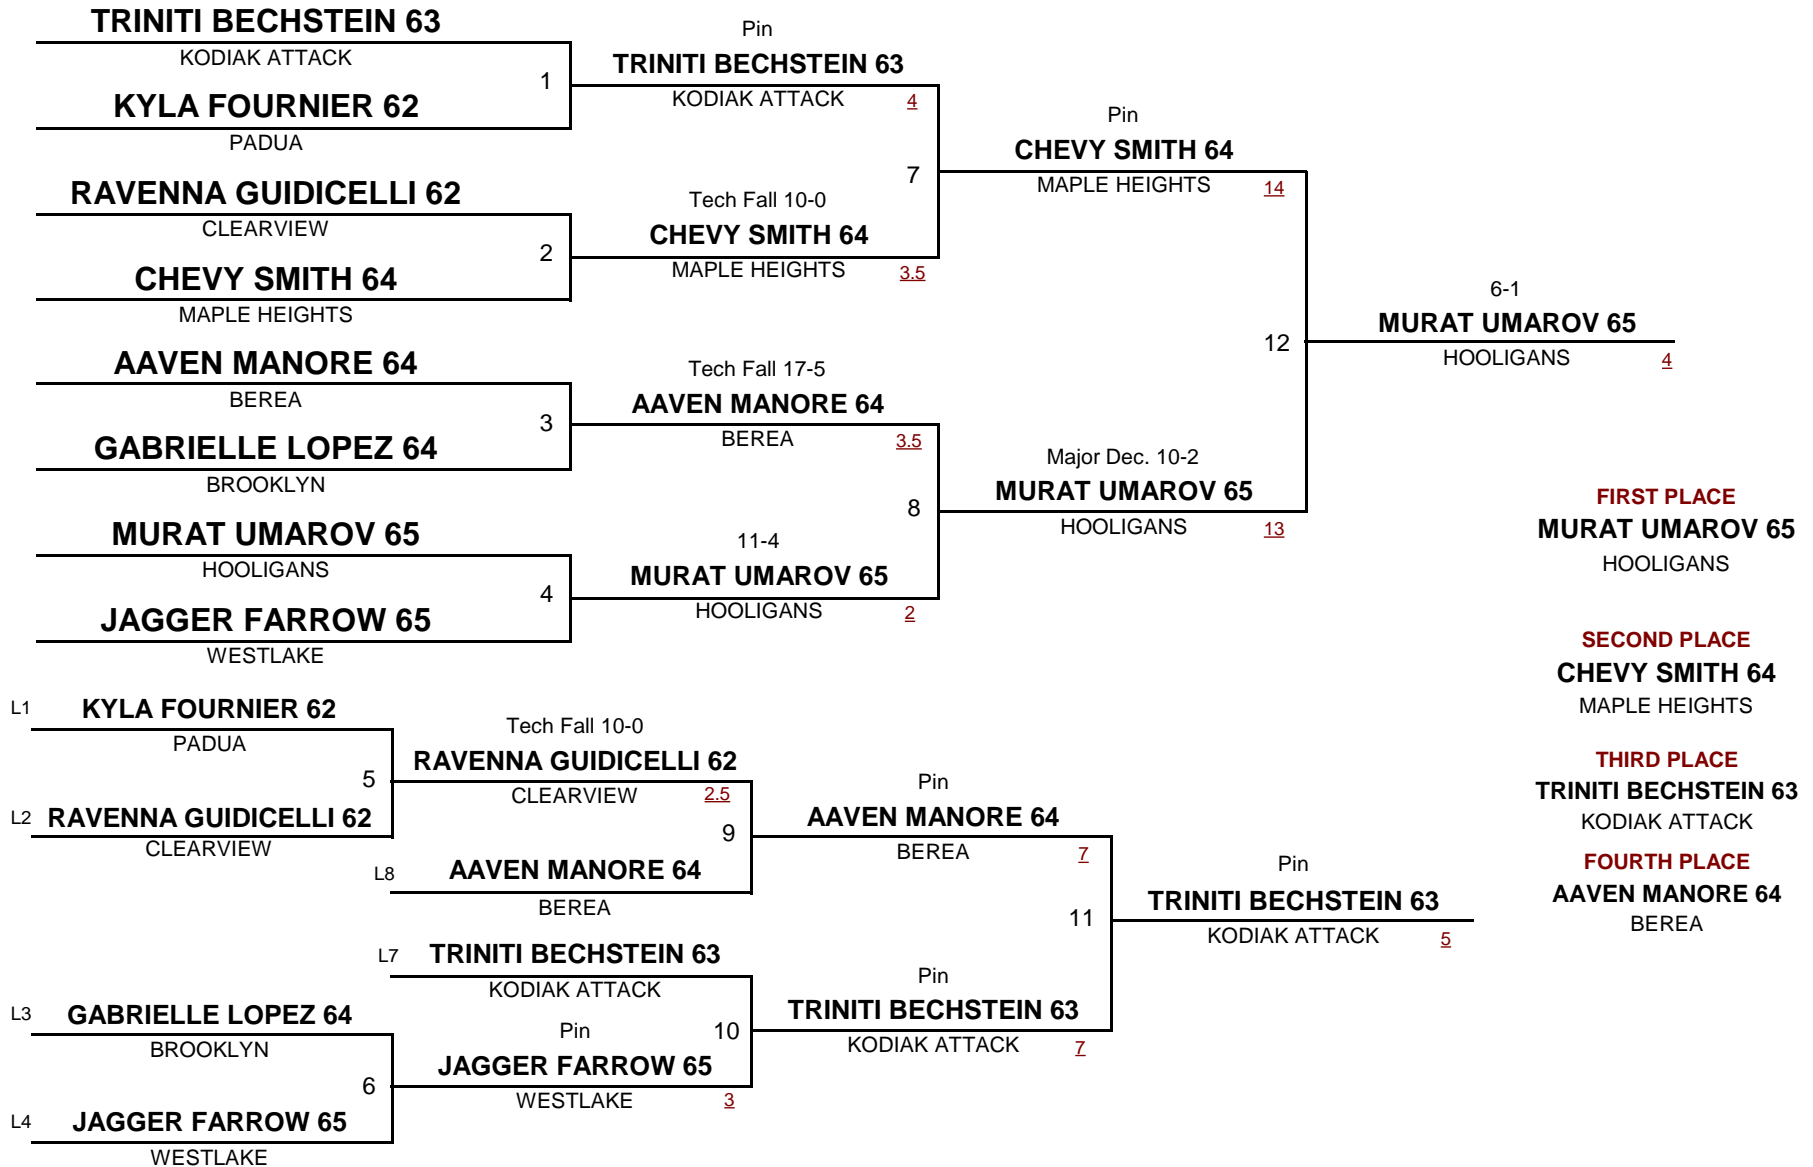 TRINITI BECHSTEIN 63
KODIAK ATTACK
1
KYLA FOURNIER 62
PADUA
RAVENNA GUIDICELLI 62
CLEARVIEW
2
CHEVY SMITH 64
MAPLE HEIGHTS
AAVEN MANORE 64
BEREA
3
GABRIELLE LOPEZ 64
BROOKLYN
MURAT UMAROV 65
HOOLIGANS
4
JAGGER FARROW 65
WESTLAKE
Pin
TRINITI BECHSTEIN 63
KODIAK ATTACK 4
7
Tech Fall 10-0
CHEVY SMITH 64
MAPLE HEIGHTS 3.5
Tech Fall 17-5
AAVEN MANORE 64
BEREA 3.5
8
11-4
MURAT UMAROV 65
HOOLIGANS 2
Pin
CHEVY SMITH 64
MAPLE HEIGHTS 14
12
Major Dec. 10-2
MURAT UMAROV 65
HOOLIGANS 13
6-1
MURAT UMAROV 65
HOOLIGANS 4
FIRST PLACE
MURAT UMAROV 65
HOOLIGANS
SECOND PLACE
CHEVY SMITH 64
MAPLE HEIGHTS
THIRD PLACE
TRINITI BECHSTEIN 63
KODIAK ATTACK
FOURTH PLACE
AAVEN MANORE 64
BEREA
L1 KYLA FOURNIER 62
PADUA
5
L2 RAVENNA GUIDICELLI 62
CLEARVIEW
L3 GABRIELLE LOPEZ 64
BROOKLYN
6
L4 JAGGER FARROW 65
WESTLAKE
Tech Fall 10-0
RAVENNA GUIDICELLI 62
CLEARVIEW 2.5
9
L8 AAVEN MANORE 64
BEREA
L7 TRINITI BECHSTEIN 63
KODIAK ATTACK
Pin 10
JAGGER FARROW 65
WESTLAKE 3
Pin
AAVEN MANORE 64
BEREA 7
11
Pin
TRINITI BECHSTEIN 63
KODIAK ATTACK 7
Pin
TRINITI BECHSTEIN 63
KODIAK ATTACK 5